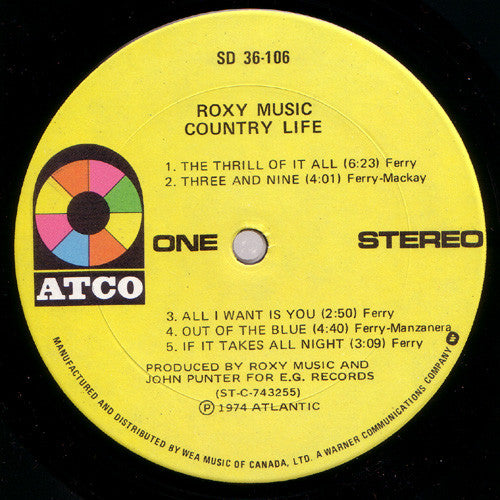 SD 36-106
ROXY MUSIC
COUNTRY LIFE
1. THE THRILL OF IT ALL (6:23) Ferry
2. THREE AND NINE (4:01) Ferry-Mackay
ONE
STEREO
ATCO
3. ALL I WANT IS YOU (2:50) Ferry
4. OUT OF THE BLUE (4:40) Ferry-Manzanera
5. IF IT TAKES ALL NIGHT (3:09) Ferry
PRODUCED BY ROXY MUSIC AND
JOHN PUNTER FOR E.G. RECORDS
(ST-C-743255)
Ⓟ 1974 ATLANTIC
MANUFACTURED AND DISTRIBUTED BY WEA MUSIC OF CANADA, LTD. A WARNER COMMUNICATIONS COMPANY